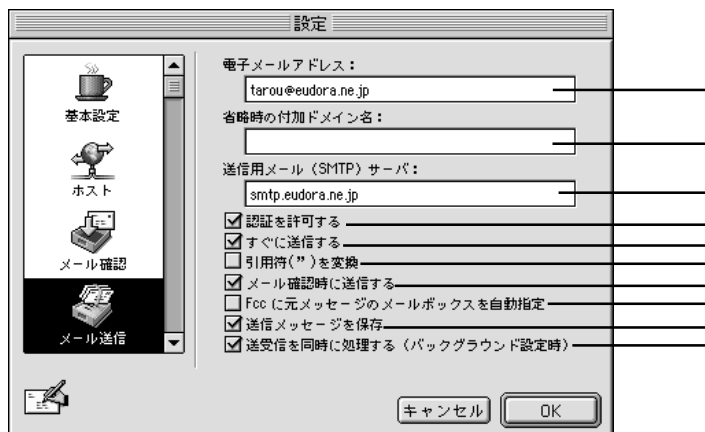 設定
基本設定
ホスト
メール確認
メール送信
電子メールアドレス：
tarou@eudora.ne.jp
省略時の付加ドメイン名：
送信用メール（SMTP）サーバ：
smtp.eudora.ne.jp
認証を許可する
すぐに送信する
引用符(”)を変換
メール確認時に送信する
Fcc に元メッセージのメールボックスを自動指定
送信メッセージを保存
送受信を同時に処理する（バックグラウンド設定時）
キャンセル
OK